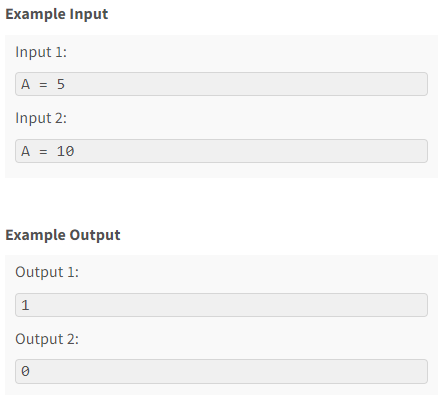 Example Input
Input 1:
A = 5
Input 2:
A = 10
Example Output
Output 1:
1
Output 2:
0